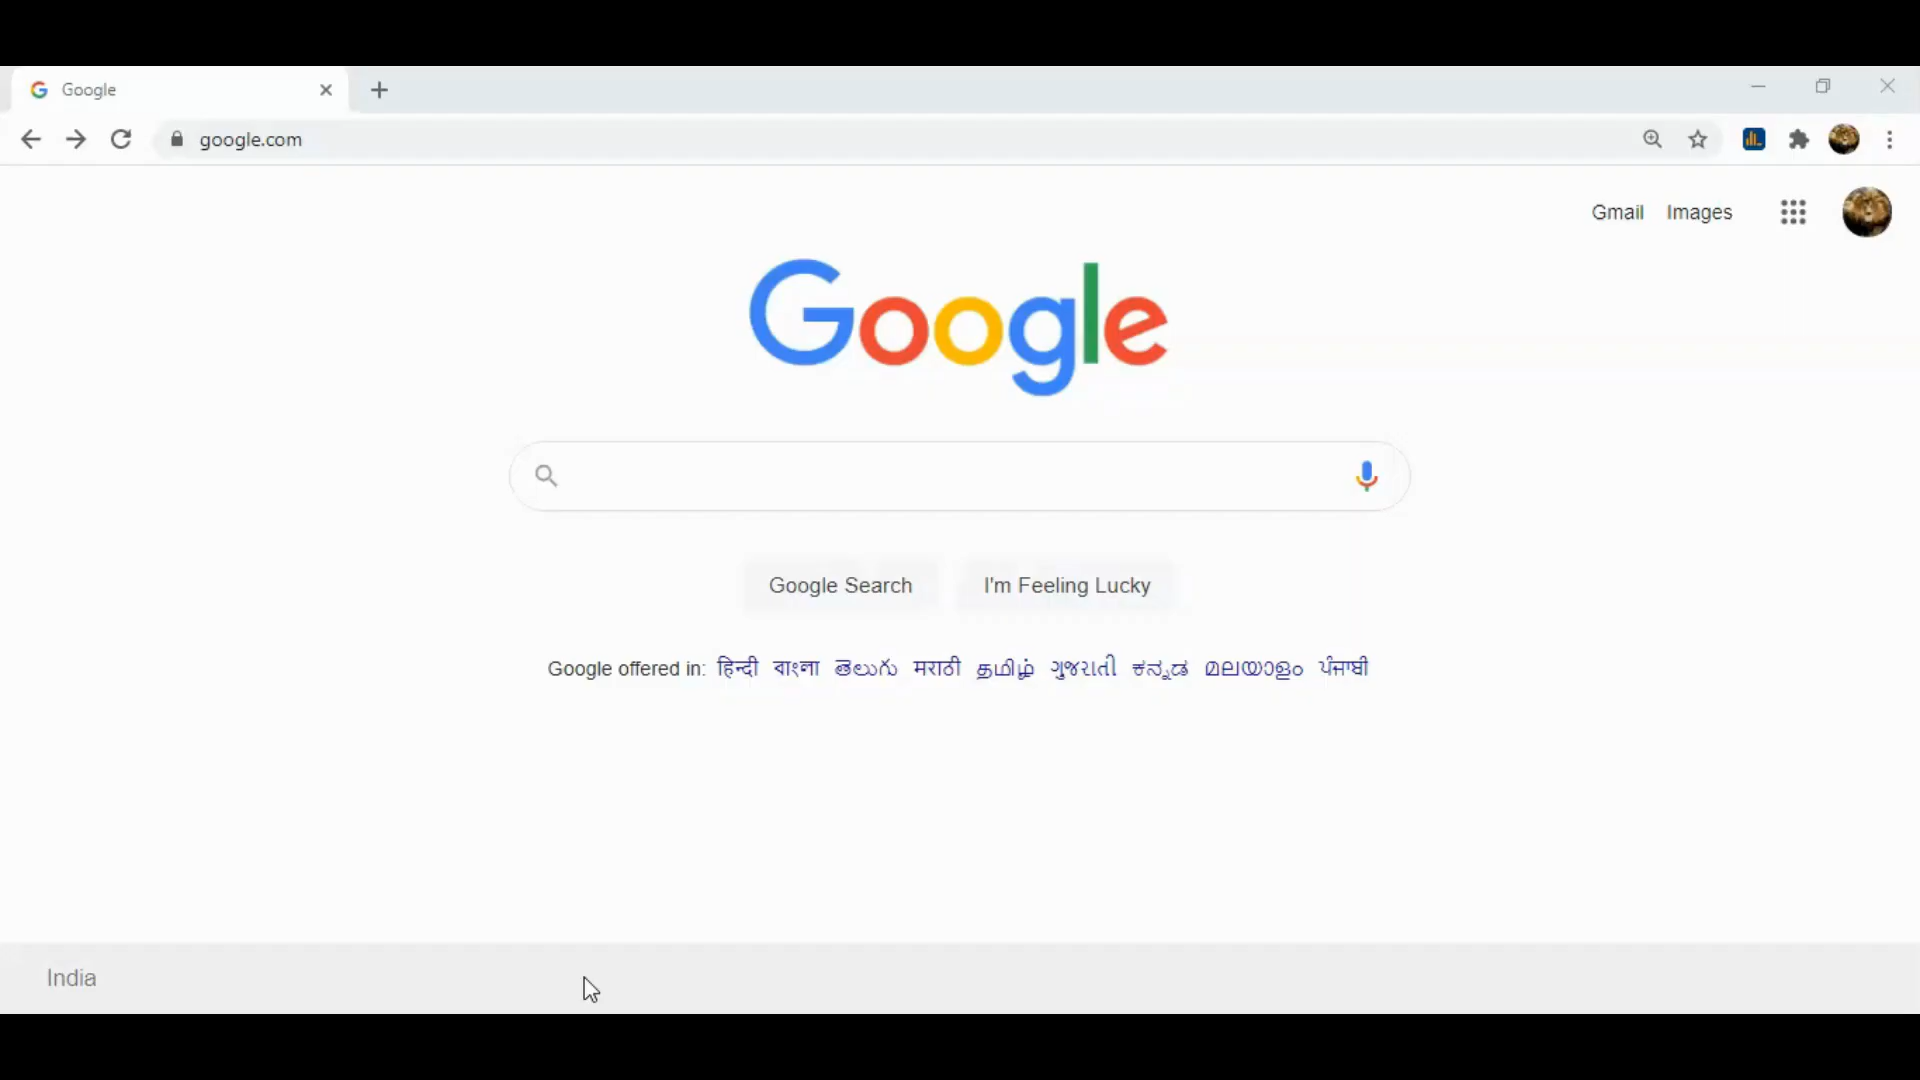 Google
google.com
Gmail Images
Google
Google Search I'm Feeling Lucky
Google offered in: हिन्दी বাংলা తెలుగు मराठी தமிழ் ગુજરાતી ಕನ್ನಡ മലയാളം ਪੰਜਾਬੀ
India